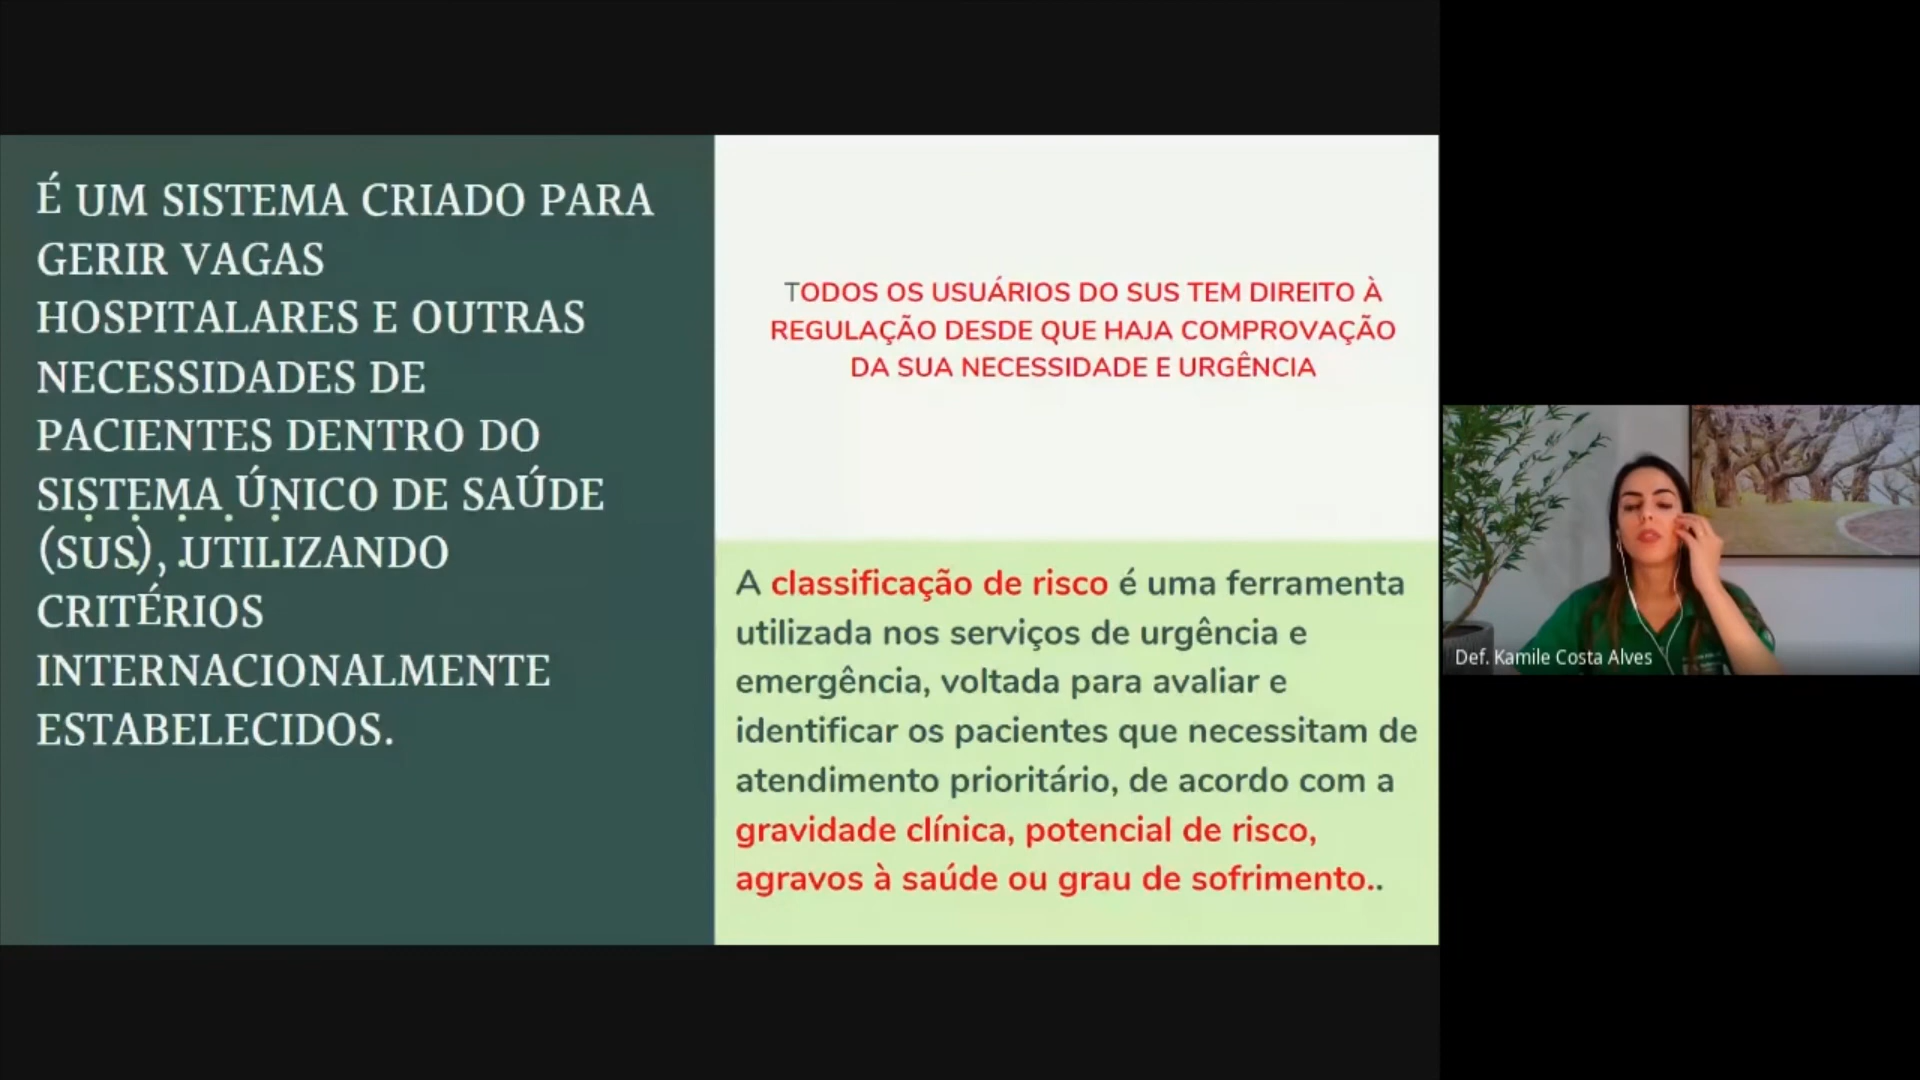 É UM SISTEMA CRIADO PARA
GERIR VAGAS
HOSPITALARES E OUTRAS
NECESSIDADES DE
PACIENTES DENTRO DO
SISTEMA ÚNICO DE SAÚDE
(SUS), UTILIZANDO
CRITÉRIOS
INTERNACIONALMENTE
ESTABELECIDOS.
TODOS OS USUÁRIOS DO SUS TEM DIREITO À
REGULAÇÃO DESDE QUE HAJA COMPROVAÇÃO
DA SUA NECESSIDADE E URGÊNCIA
A classificação de risco é uma ferramenta
utilizada nos serviços de urgência e
emergência, voltada para avaliar e
identificar os pacientes que necessitam de
atendimento prioritário, de acordo com a
gravidade clínica, potencial de risco,
agravos à saúde ou grau de sofrimento..
Def. Kamile Costa Alves